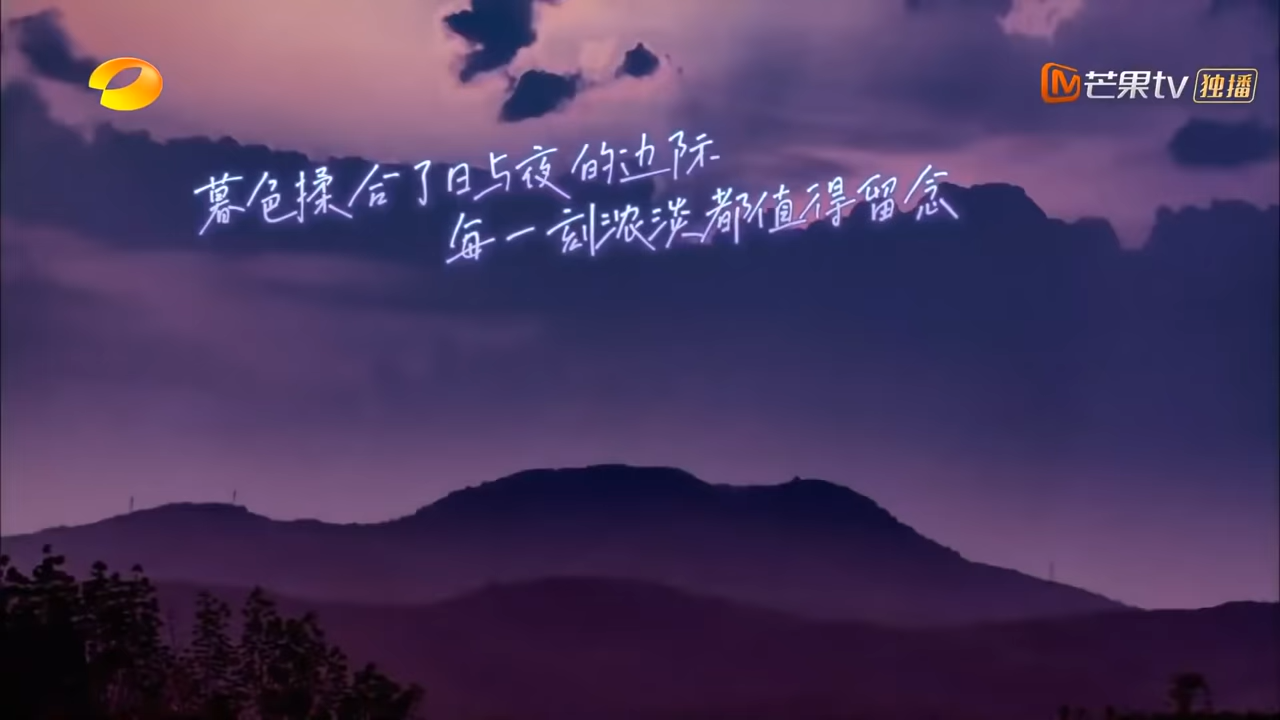 芒果tv 独播
暮色揉合了日与夜的边际
每一刻浓淡都值得留念